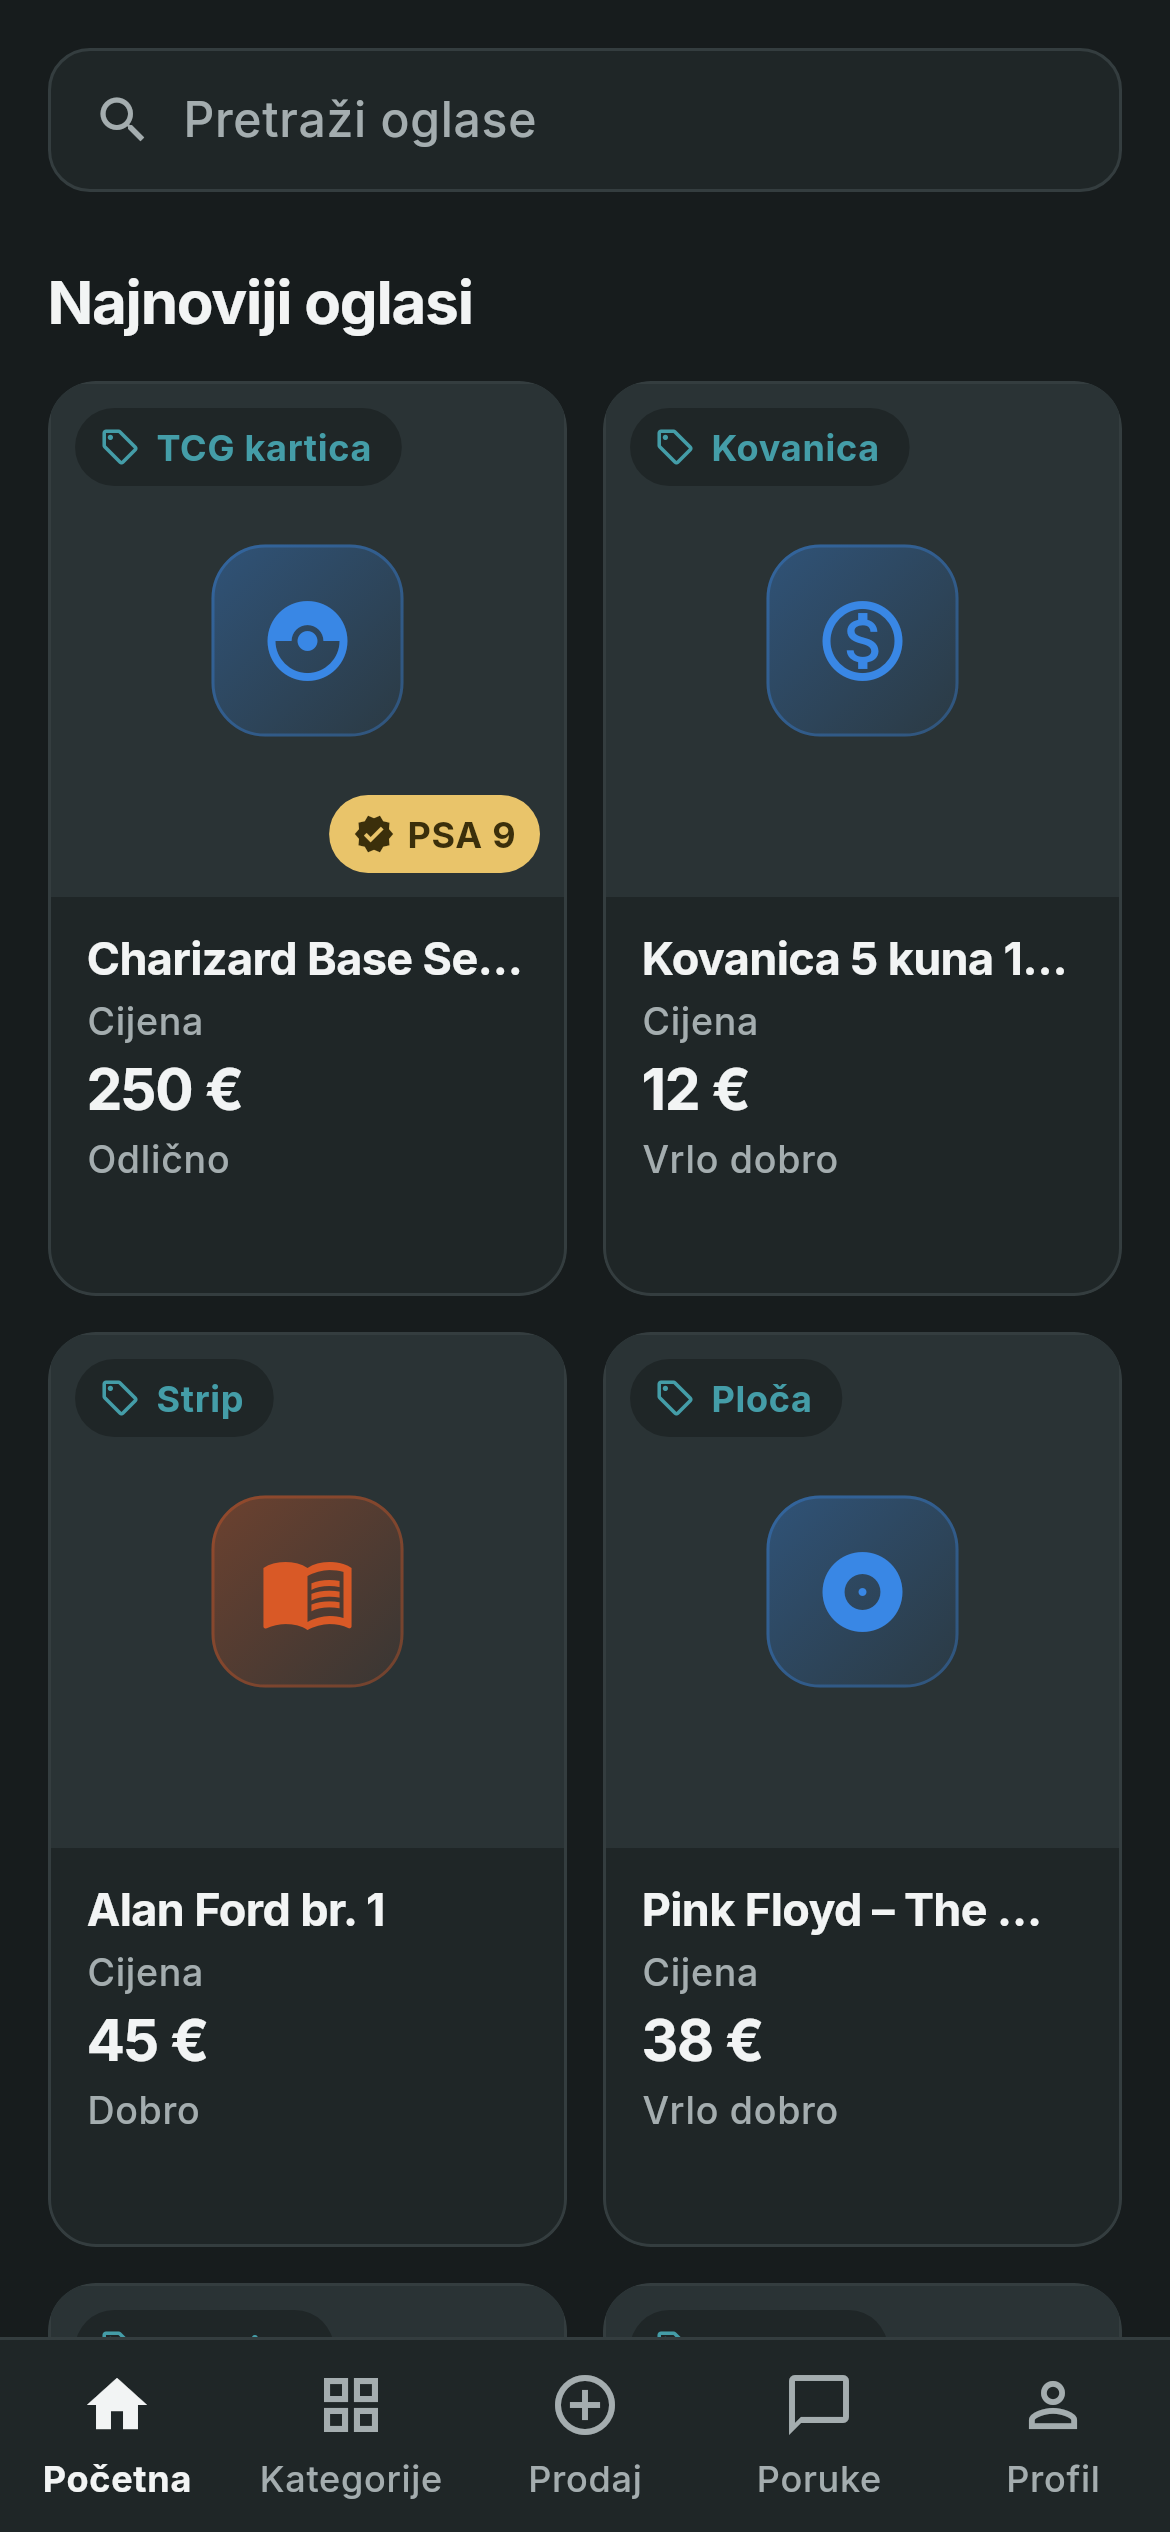 Pretraži oglase
Najnoviji oglasi
TCG kartica
PSA 9
Charizard Base Se...
Cijena
250 €
Odlično
Kovanica
Kovanica 5 kuna 1...
Cijena
12 €
Vrlo dobro
Strip
Alan Ford br. 1
Cijena
45 €
Dobro
Ploča
Pink Floyd – The ...
Cijena
38 €
Vrlo dobro
Početna
Kategorije
Prodaj
Poruke
Profil